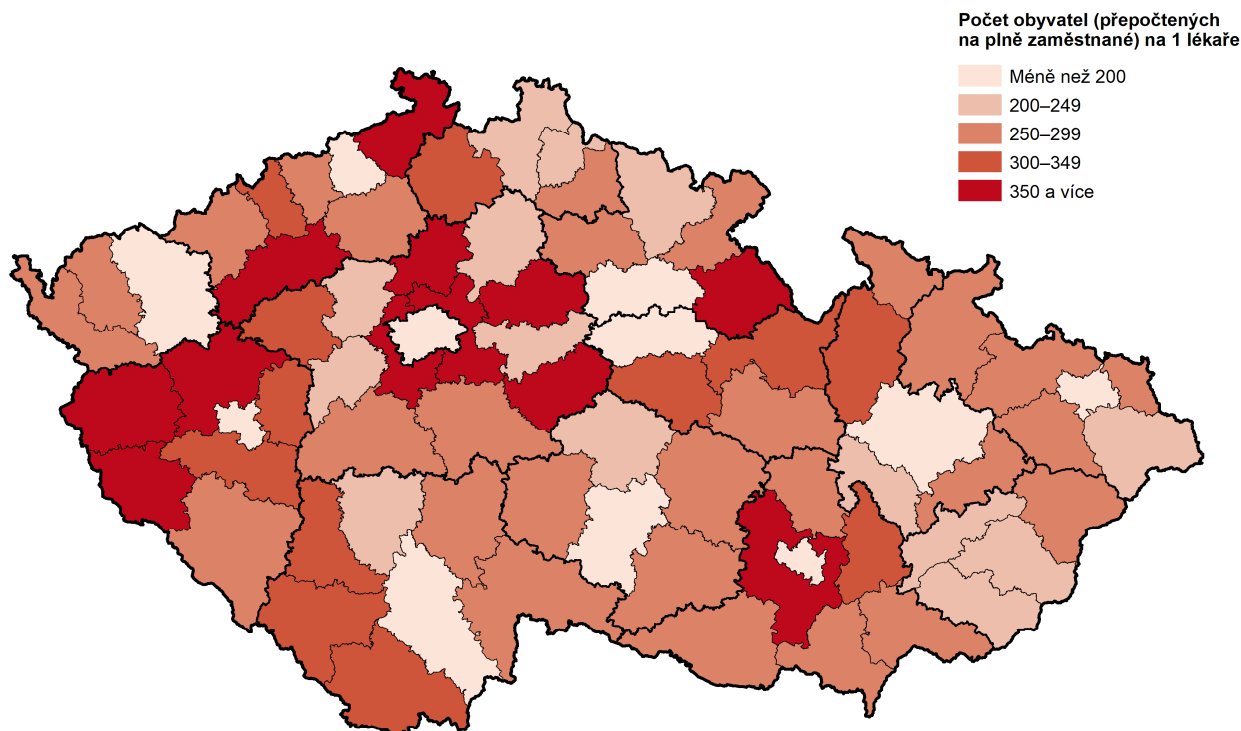 Počet obyvatel (přepočtených
na plně zaměstnané) na 1 lékaře
Méně než 200
200–249
250–299
300–349
350 a více